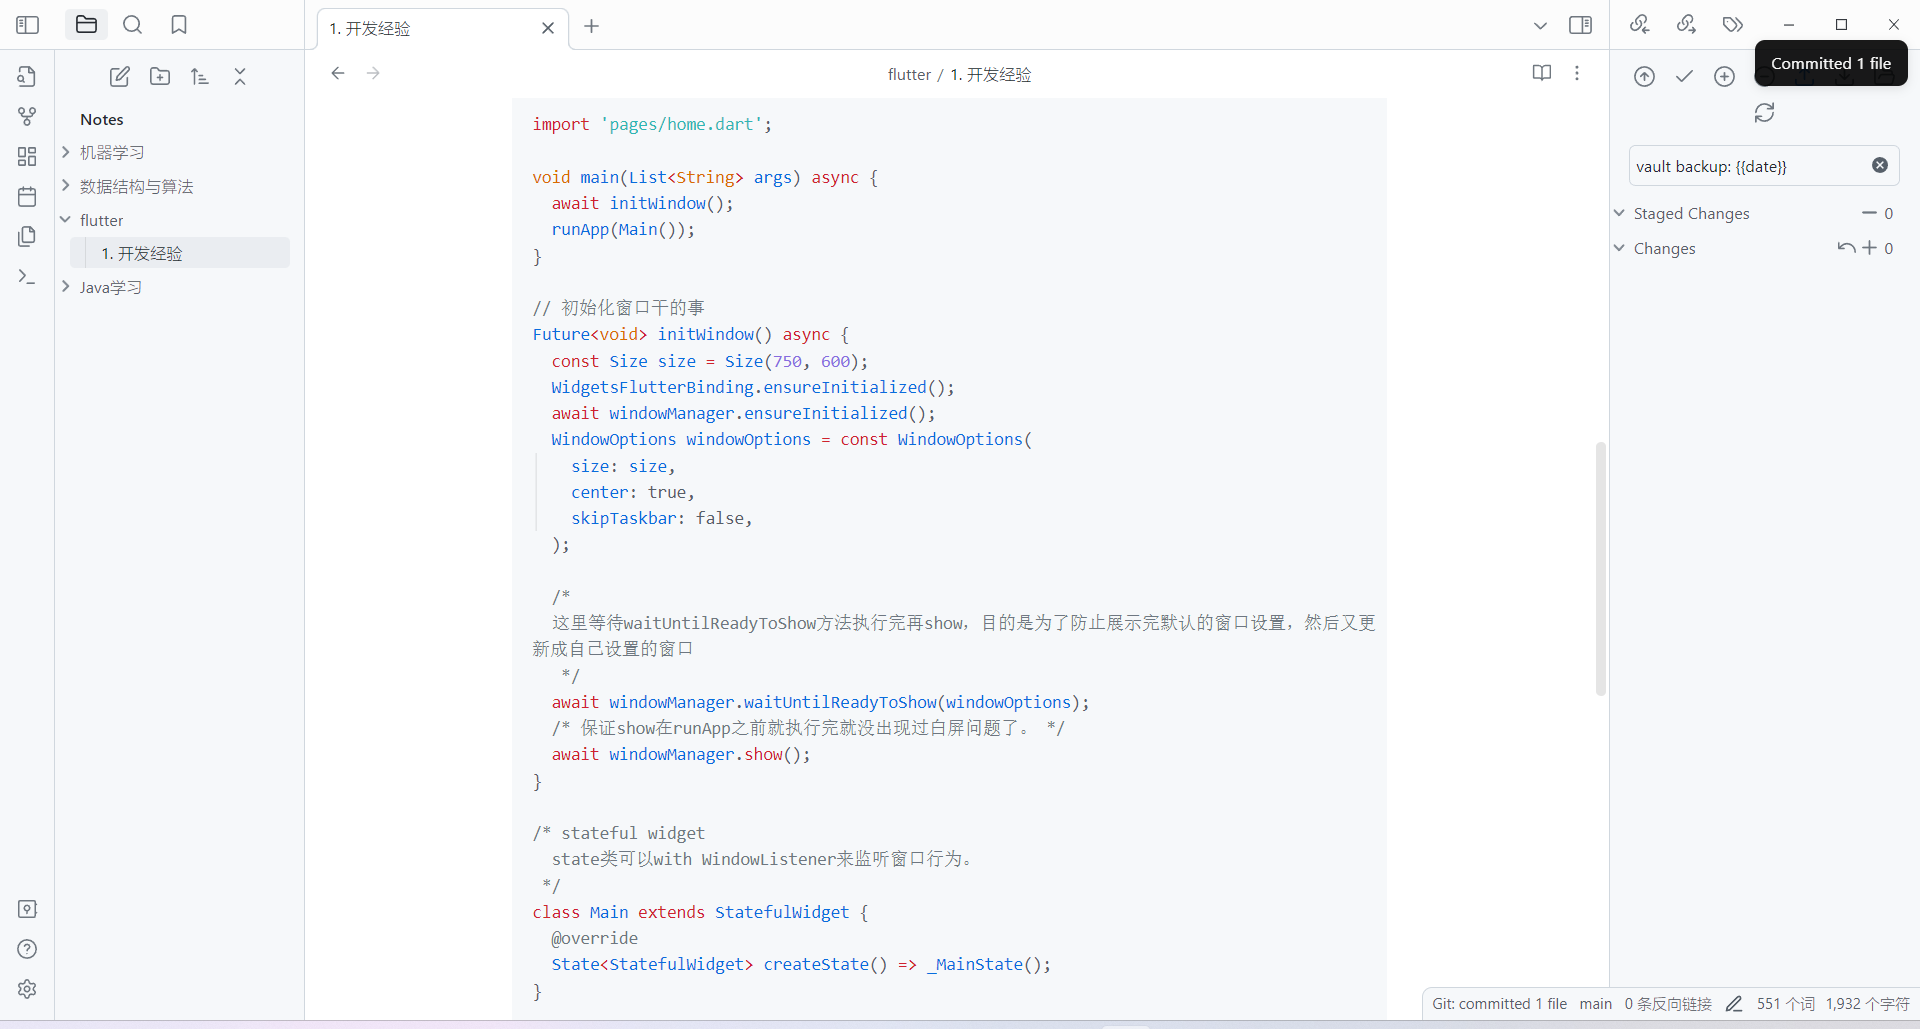 1. 开发经验
Committed 1 file
flutter / 1. 开发经验
Notes
机器学习
数据结构与算法
flutter
1. 开发经验
Java学习
import 'pages/home.dart';
void main(List<String> args) async {
await initWindow();
runApp(Main());
}
// 初始化窗口干的事
Future<void> initWindow() async {
const Size size = Size(750, 600);
WidgetsFlutterBinding.ensureInitialized();
await windowManager.ensureInitialized();
WindowOptions windowOptions = const WindowOptions(
size: size,
center: true,
skipTaskbar: false,
);
/*
这里等待waitUntilReadyToShow方法执行完再show，目的是为了防止展示完默认的窗口设置，然后又更
新成自己设置的窗口
*/
await windowManager.waitUntilReadyToShow(windowOptions);
/* 保证show在runApp之前就执行完就没出现过白屏问题了。 */
await windowManager.show();
}
/* stateful widget
state类可以with WindowListener来监听窗口行为。
*/
class Main extends StatefulWidget {
@override
State<StatefulWidget> createState() => _MainState();
}
vault backup: {{date}}
Staged Changes 0
Changes 0
Git: committed 1 file main 0 条反向链接 551 个词 1,932 个字符